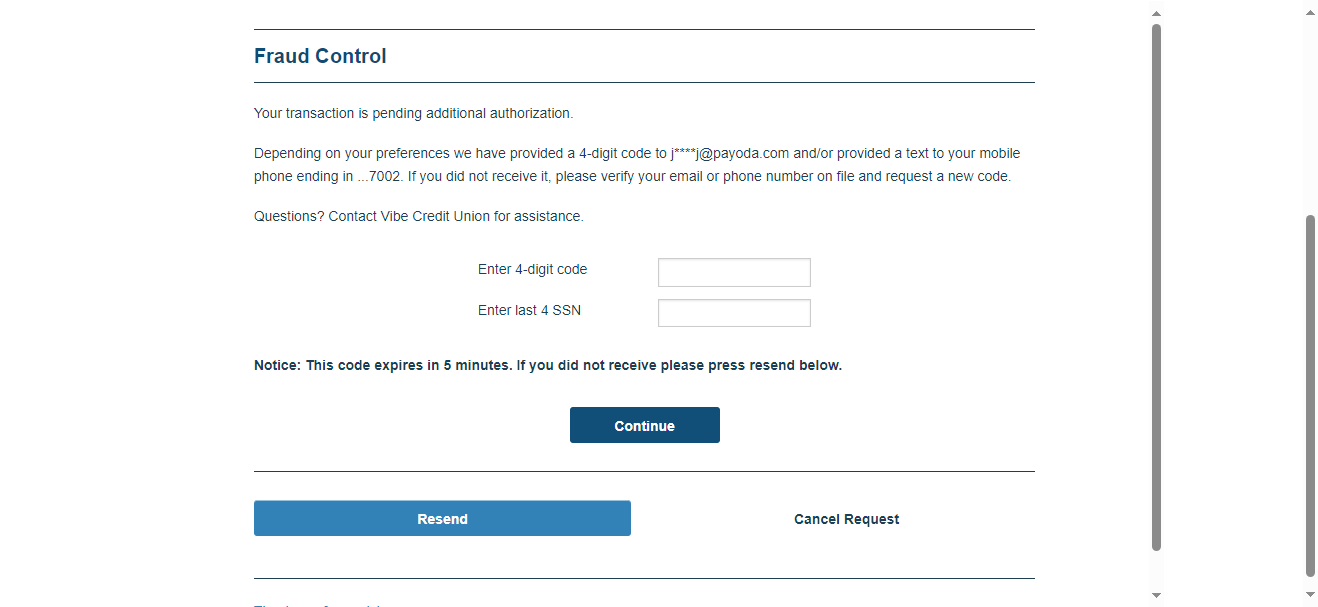 Fraud Control
Your transaction is pending additional authorization.
Depending on your preferences we have provided a 4-digit code to j****j@payoda.com and/or provided a text to your mobile
phone ending in ...7002. If you did not receive it, please verify your email or phone number on file and request a new code.
Questions? Contact Vibe Credit Union for assistance.
Enter 4-digit code
Enter last 4 SSN
Notice: This code expires in 5 minutes. If you did not receive please press resend below.
Continue
Resend
Cancel Request